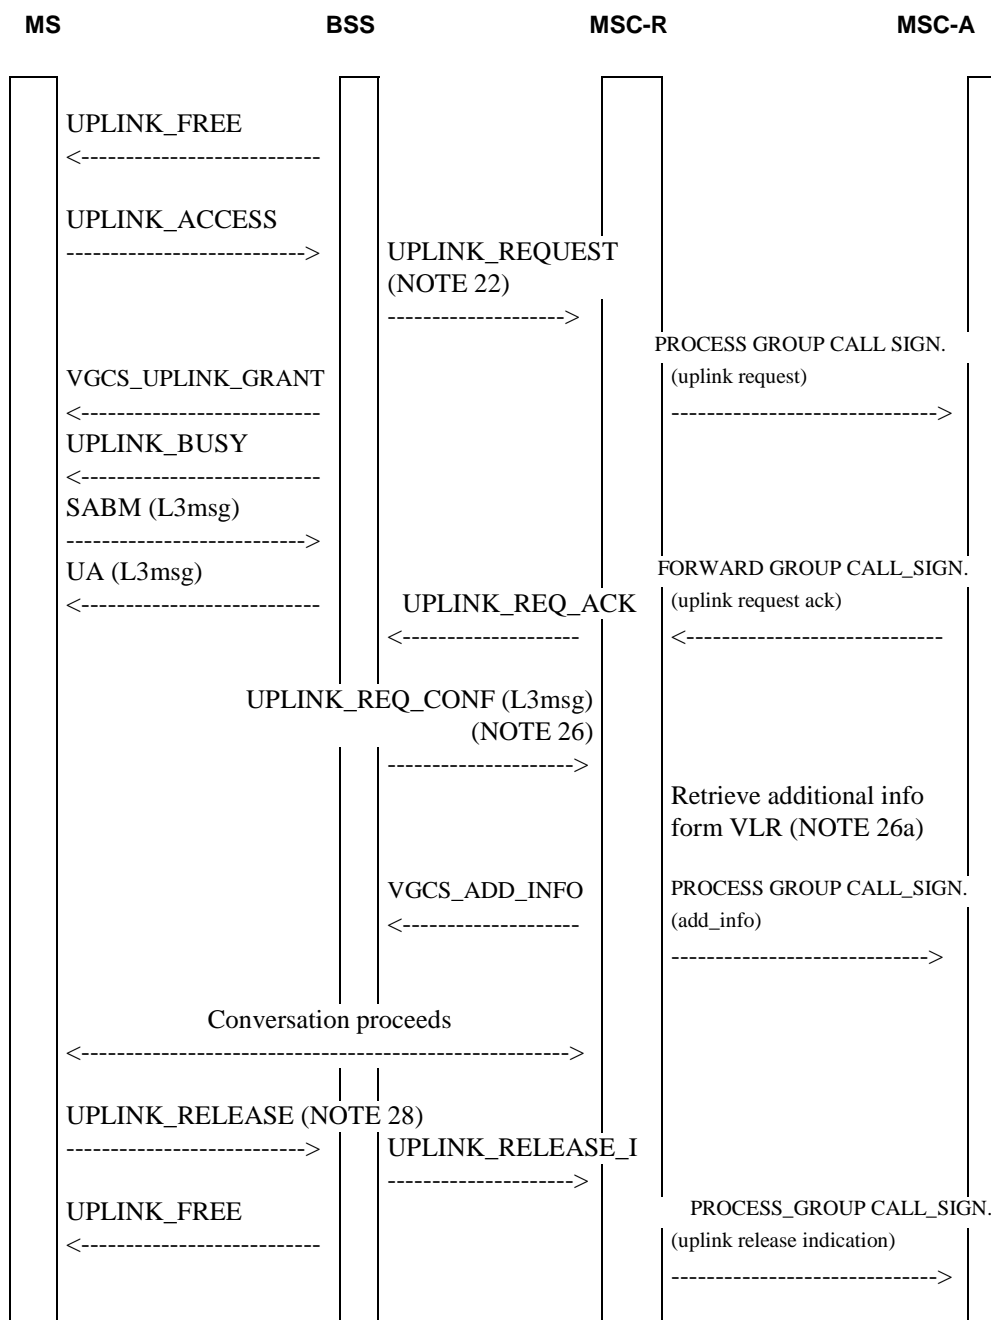 MS BSS MSC-R MSC-A
UPLINK_FREE
<---------------------------
UPLINK_ACCESS
---------------------------->
UPLINK_REQUEST
(NOTE 22)
-------------------->
PROCESS GROUP CALL SIGN.
(uplink request)
------------------------------>
VGCS_UPLINK_GRANT
<---------------------------
UPLINK_BUSY
<---------------------------
SABM (L3msg)
--------------------------->
UA (L3msg)
<---------------------------
FORWARD GROUP CALL_SIGN.
(uplink request ack)
<-----------------------------
UPLINK_REQ_ACK
<--------------------
UPLINK_REQ_CONF (L3msg)
(NOTE 26)
--------------------->
Retrieve additional info
form VLR (NOTE 26a)
VGCS_ADD_INFO
<--------------------
PROCESS GROUP CALL_SIGN.
(add_info)
----------------------------->
Conversation proceeds
<------------------------------------------------------->
UPLINK_RELEASE (NOTE 28)
--------------------------->
UPLINK_RELEASE_I
--------------------->
UPLINK_FREE
<---------------------------
PROCESS_GROUP CALL_SIGN.
(uplink release indication)
------------------------------>